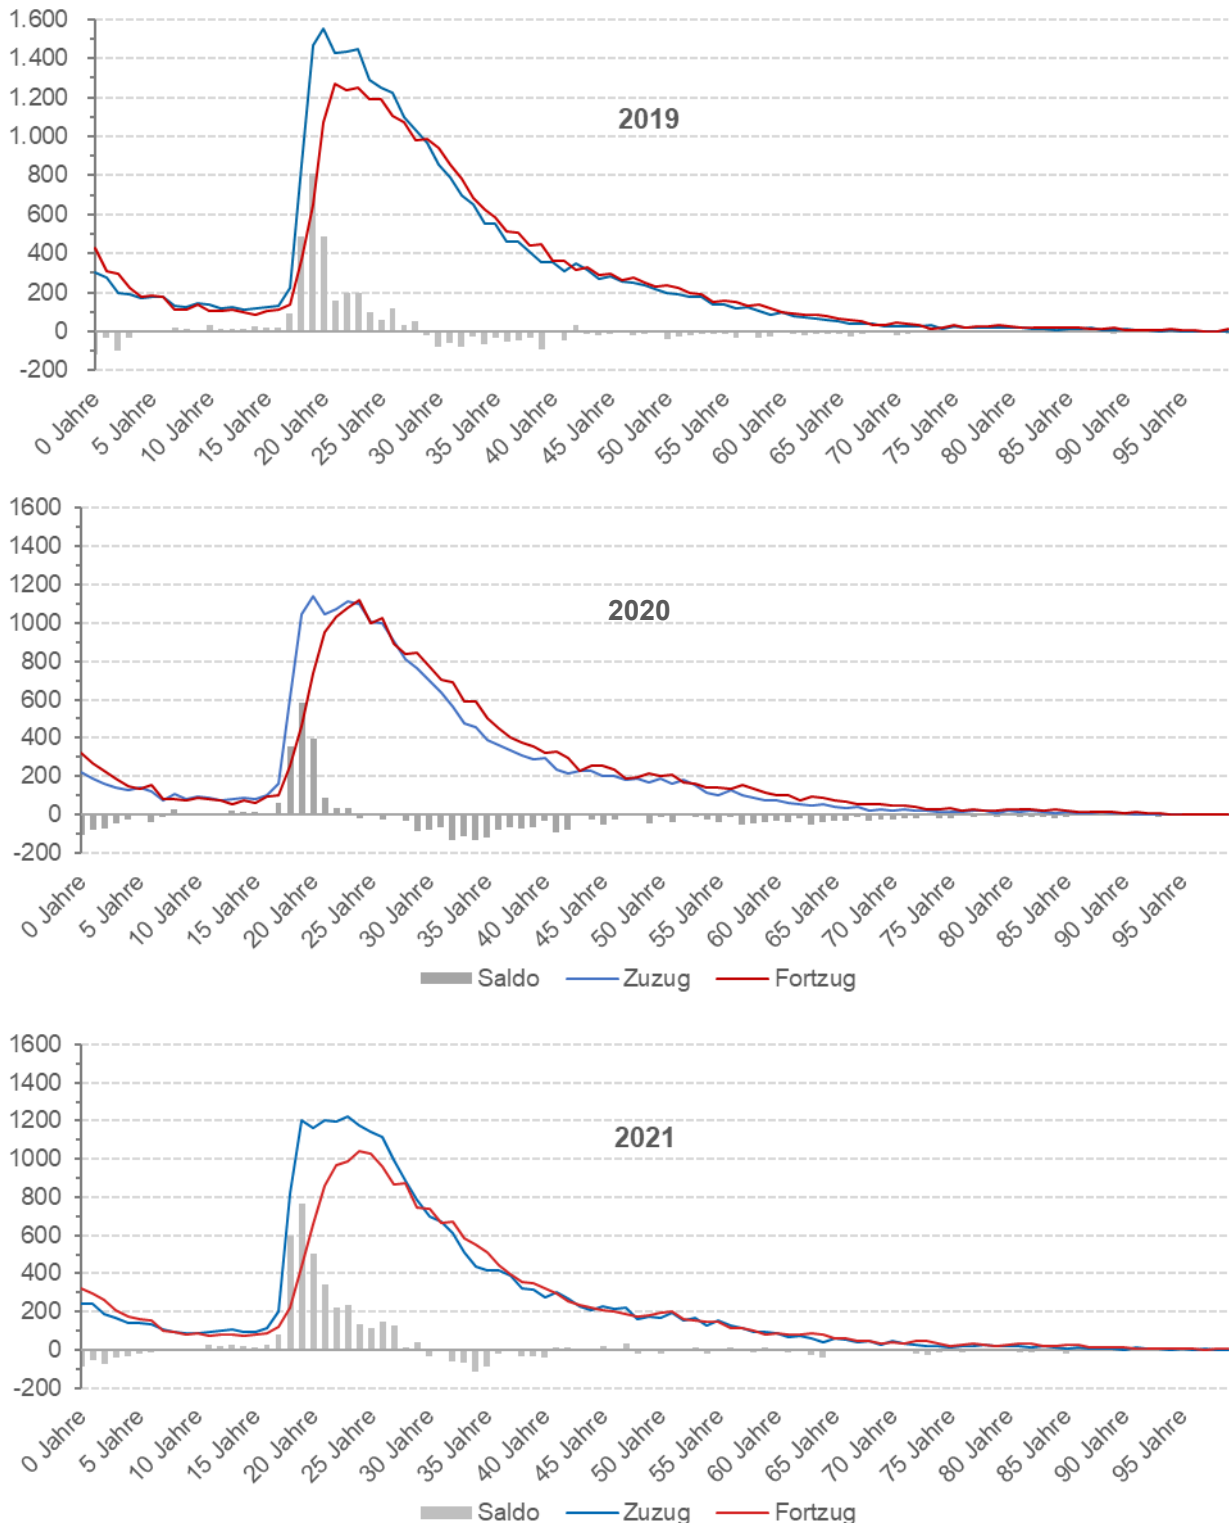 1.600
1.400
1.200
1.000
800
600
400
200
0
-200
2019
0 Jahre
5 Jahre
10 Jahre
15 Jahre
20 Jahre
25 Jahre
30 Jahre
35 Jahre
40 Jahre
45 Jahre
50 Jahre
55 Jahre
60 Jahre
65 Jahre
70 Jahre
75 Jahre
80 Jahre
85 Jahre
90 Jahre
95 Jahre
1600
1400
1200
1000
800
600
400
200
0
-200
2020
0 Jahre
5 Jahre
10 Jahre
15 Jahre
20 Jahre
25 Jahre
30 Jahre
35 Jahre
40 Jahre
45 Jahre
50 Jahre
55 Jahre
60 Jahre
65 Jahre
70 Jahre
75 Jahre
80 Jahre
85 Jahre
90 Jahre
95 Jahre
Saldo Zuzug Fortzug
1600
1400
1200
1000
800
600
400
200
0
-200
2021
0 Jahre
5 Jahre
10 Jahre
15 Jahre
20 Jahre
25 Jahre
30 Jahre
35 Jahre
40 Jahre
45 Jahre
50 Jahre
55 Jahre
60 Jahre
65 Jahre
70 Jahre
75 Jahre
80 Jahre
85 Jahre
90 Jahre
95 Jahre
Saldo Zuzug Fortzug